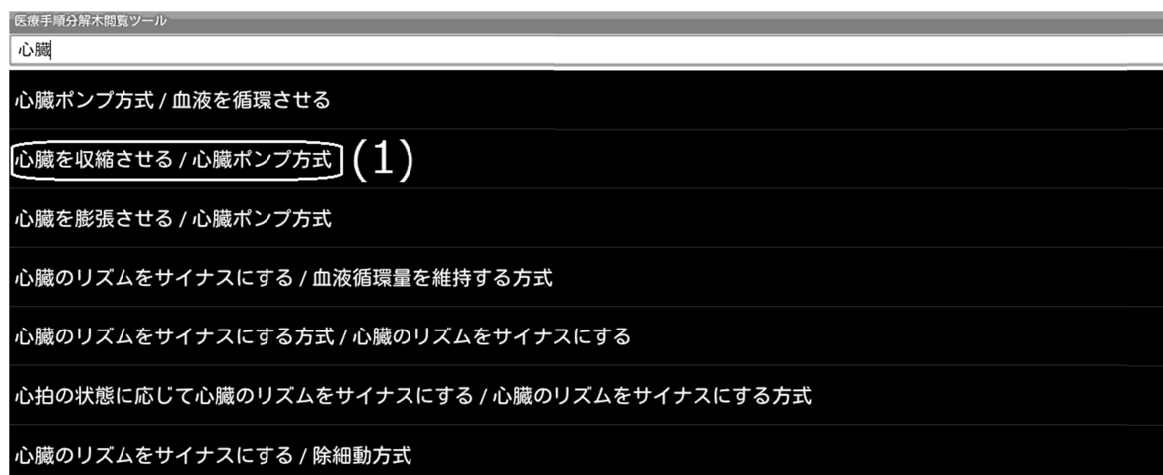 医療手順分解木閲覧ツール
心臓
心臓ポンプ方式 / 血液を循環させる
心臓を収縮させる / 心臓ポンプ方式 (1)
心臓を膨張させる / 心臓ポンプ方式
心臓のリズムをサイナスにする / 血液循環量を維持する方式
心臓のリズムをサイナスにする方式 / 心臓のリズムをサイナスにする
心拍の状態に応じて心臓のリズムをサイナスにする / 心臓のリズムをサイナスにする方式
心臓のリズムをサイナスにする / 除細動方式